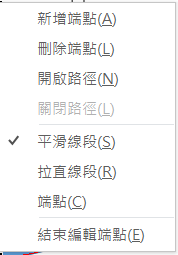 新增端點(A)
刪除端點(L)
開啟路徑(N)
關閉路徑(L)
平滑線段(S)
拉直線段(R)
端點(C)
結束編輯端點(E)